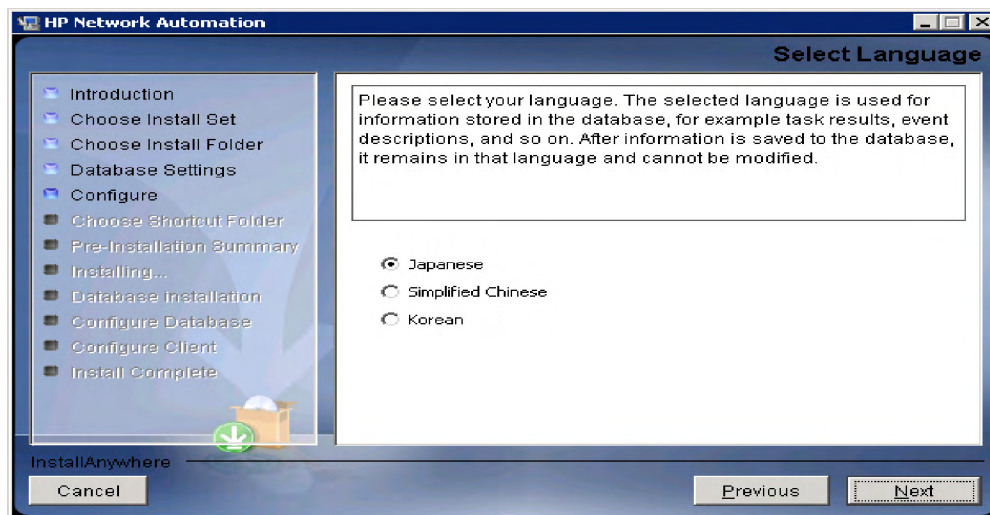 HP Network Automation
Select Language
Introduction
Choose Install Set
Choose Install Folder
Database Settings
Configure
Choose Shortcut Folder
Pre-Installation Summary
Installing...
Database Installation
Configure Database
Configure Client
Install Complete
Please select your language. The selected language is used for
information stored in the database, for example task results, event
descriptions, and so on. After information is saved to the database,
it remains in that language and cannot be modified.
Japanese
Simplified Chinese
Korean
InstallAnywhere
Cancel
Previous
Next